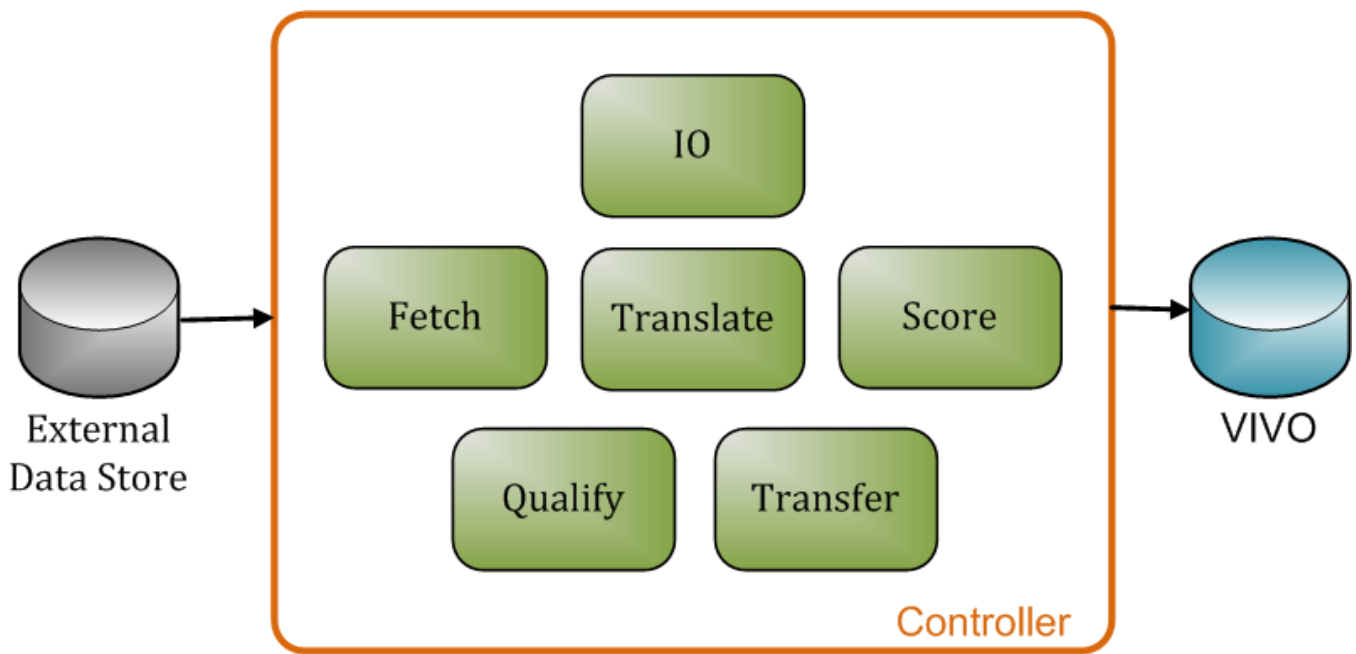 IO
Fetch
Translate
Score
External
Data Store
VIVO
Qualify
Transfer
Controller